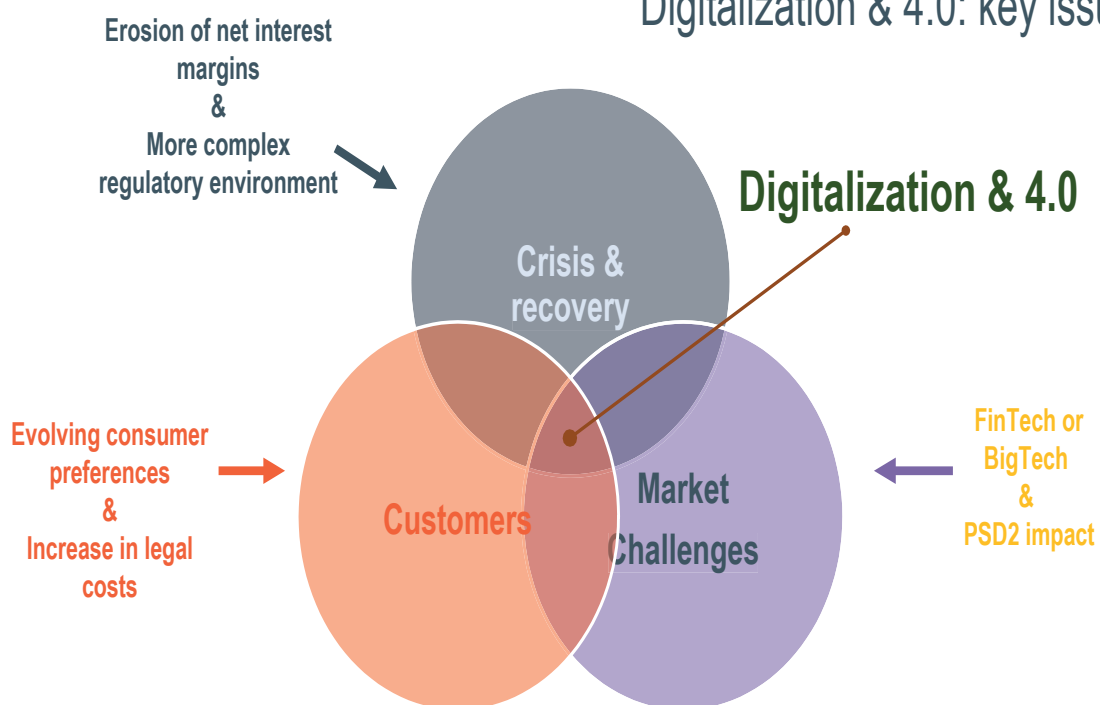 Digitalization & 4.0: key issu
Erosion of net interest
margins
&
More complex
regulatory environment
Digitalization & 4.0
Crisis &
recovery
Evolving consumer
preferences
&
Increase in legal
costs
Customers
Market
Challenges
FinTech or
BigTech
&
PSD2 impact